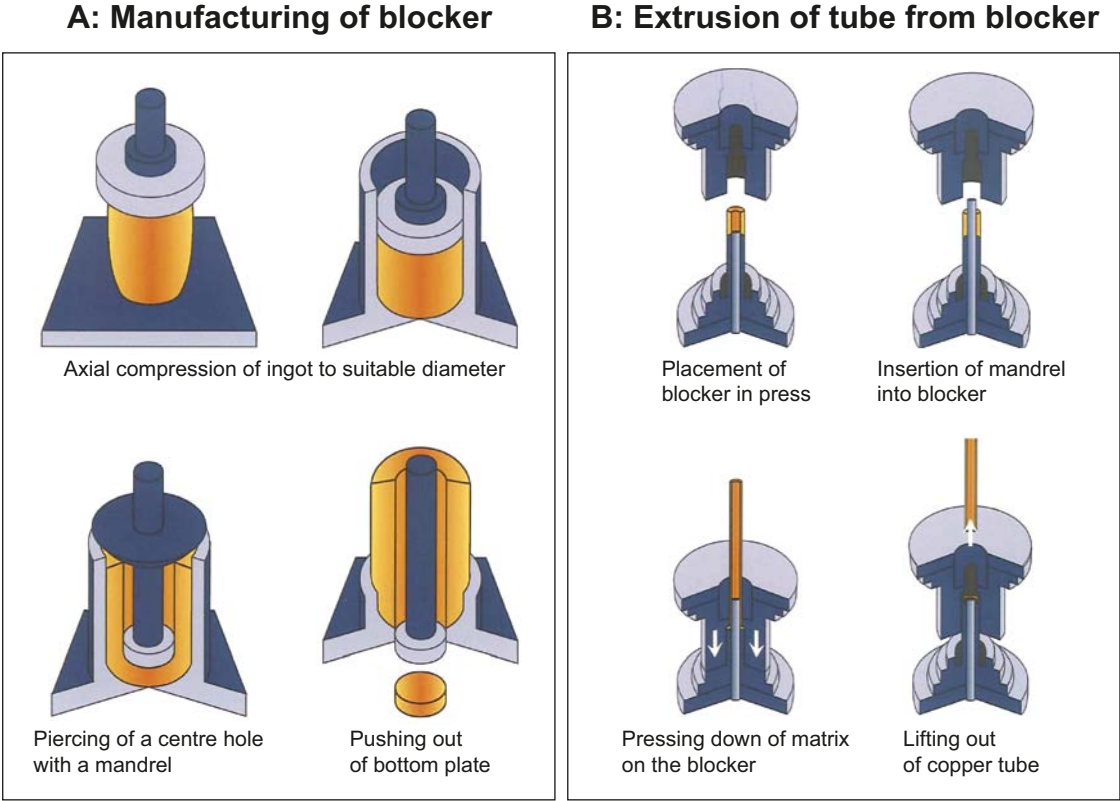 A: Manufacturing of blocker
B: Extrusion of tube from blocker
Axial compression of ingot to suitable diameter
Placement of
blocker in press
Insertion of mandrel
into blocker
Piercing of a centre hole
with a mandrel
Pushing out
of bottom plate
Pressing down of matrix
on the blocker
Lifting out
of copper tube